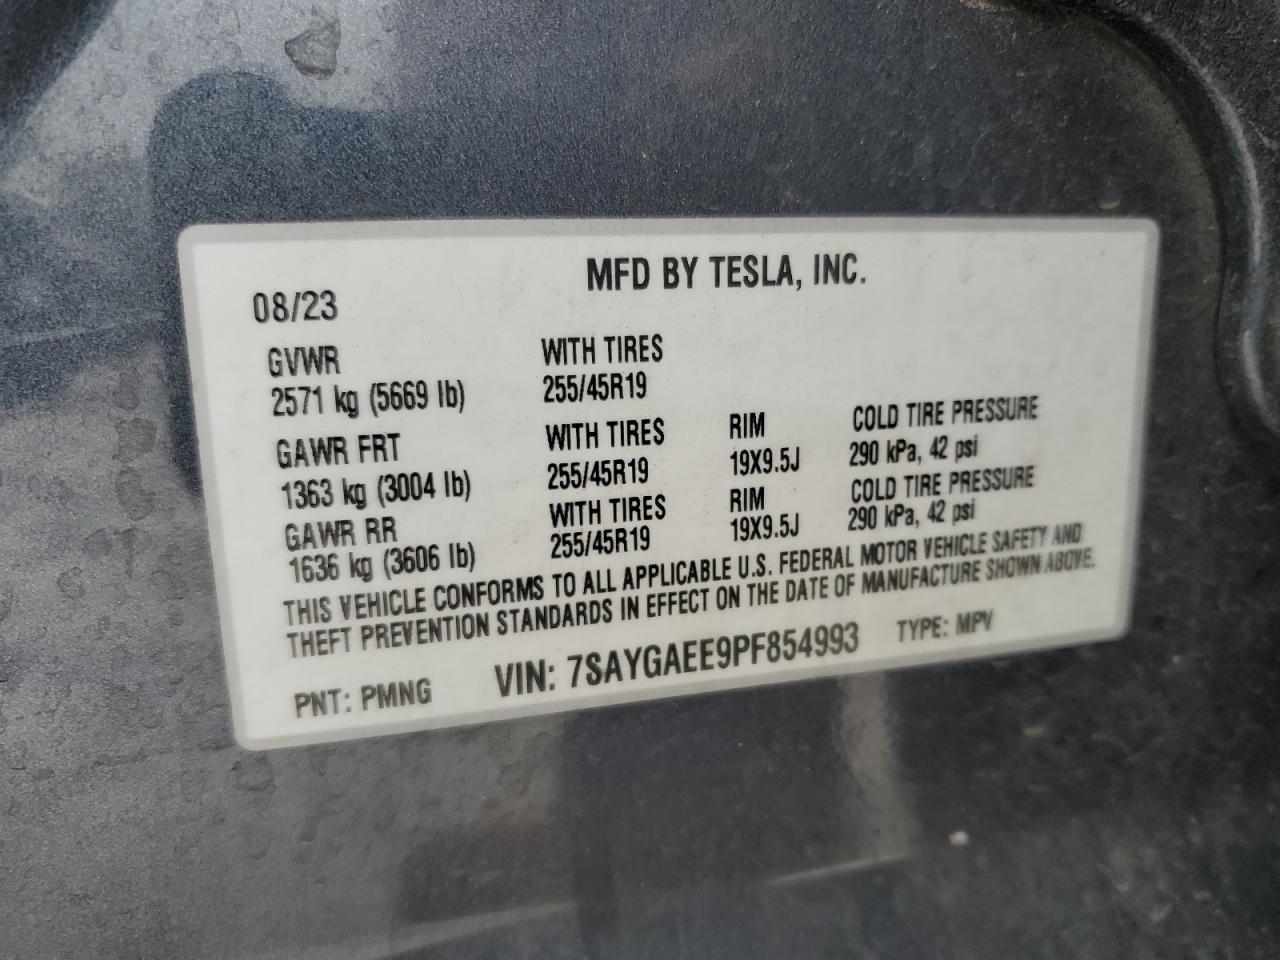 MFD BY TESLA, INC.
08/23
GVWR WITH TIRES
2571 kg (5669 lb) 255/45R19
GAWR FRT WITH TIRES RIM COLD TIRE PRESSURE
1363 kg (3004 lb) 255/45R19 19X9.5J 290 kPa, 42 psi
GAWR RR WITH TIRES RIM COLD TIRE PRESSURE
1636 kg (3606 lb) 255/45R19 19X9.5J 290 kPa, 42 psi
THIS VEHICLE CONFORMS TO ALL APPLICABLE U.S. FEDERAL MOTOR VEHICLE SAFETY AND
THEFT PREVENTION STANDARDS IN EFFECT ON THE DATE OF MANUFACTURE SHOWN ABOVE.
PNT: PMNG VIN: 7SAYGAEE9PF854993 TYPE: MPV